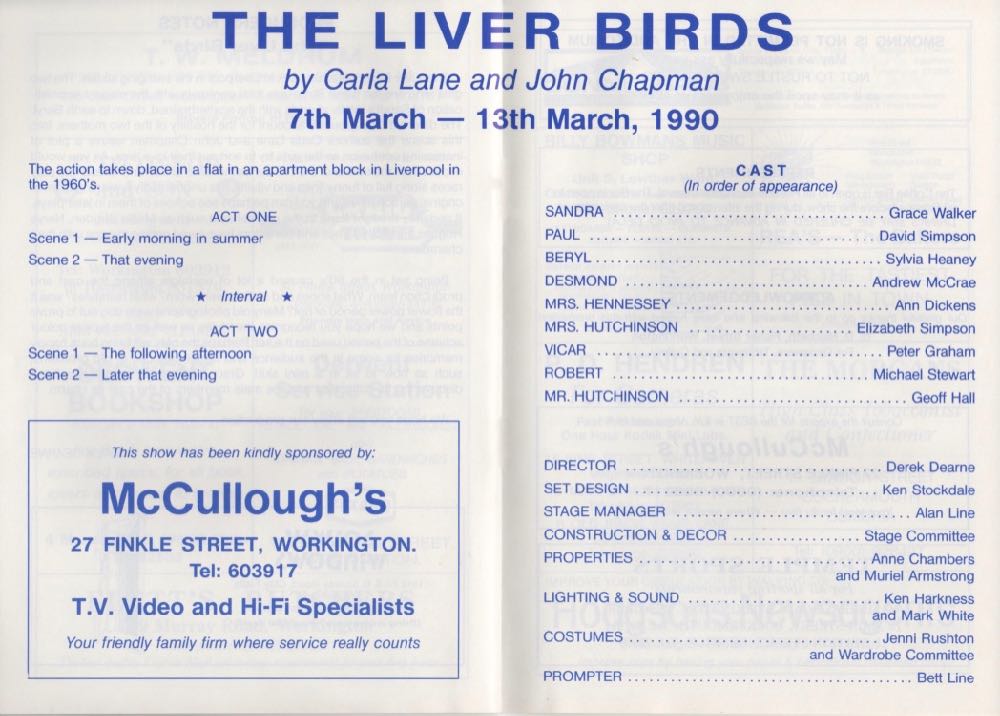 THE LIVER BIRDS
by Carla Lane and John Chapman
7th March — 13th March, 1990
The action takes place in a flat in an apartment block in Liverpool in
the 1960's.
ACT ONE
Scene 1 — Early morning in summer
Scene 2 — That evening
★ Interval ★
ACT TWO
Scene 1 — The following afternoon
Scene 2 — Later that evening
This show has been kindly sponsored by:
McCullough's
27 FINKLE STREET, WORKINGTON.
Tel: 603917
T.V. Video and Hi-Fi Specialists
Your friendly family firm where service really counts
CAST
(In order of appearance)
SANDRA ........ Grace Walker
PAUL ........ David Simpson
BERYL ........ Sylvia Heaney
DESMOND ........ Andrew McCrae
MRS. HENNESSEY ........ Ann Dickens
MRS. HUTCHINSON ........ Elizabeth Simpson
VICAR ........ Peter Graham
ROBERT ........ Michael Stewart
MR. HUTCHINSON ........ Geoff Hall
DIRECTOR ........ Derek Dearne
SET DESIGN ........ Ken Stockdale
STAGE MANAGER ........ Alan Line
CONSTRUCTION & DECOR ........ Stage Committee
PROPERTIES ........ Anne Chambers
and Muriel Armstrong
LIGHTING & SOUND ........ Ken Harkness
and Mark White
COSTUMES ........ Jenni Rushton
and Wardrobe Committee
PROMPTER ........ Bett Line